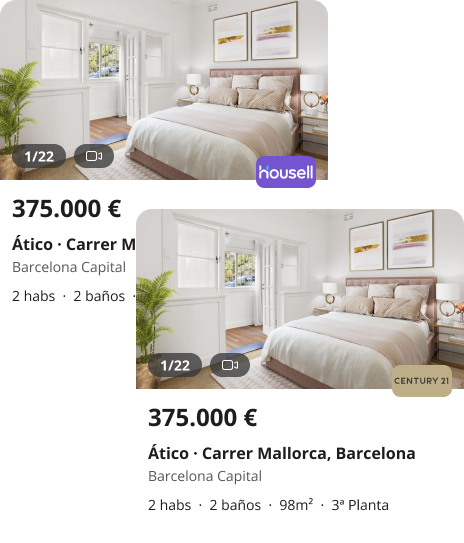 1/22
housell
375.000 €
Ático · Carrer M
Barcelona Capital
2 habs · 2 baños ·
1/22
CENTURY 21
375.000 €
Ático · Carrer Mallorca, Barcelona
Barcelona Capital
2 habs · 2 baños · 98m² · 3ª Planta